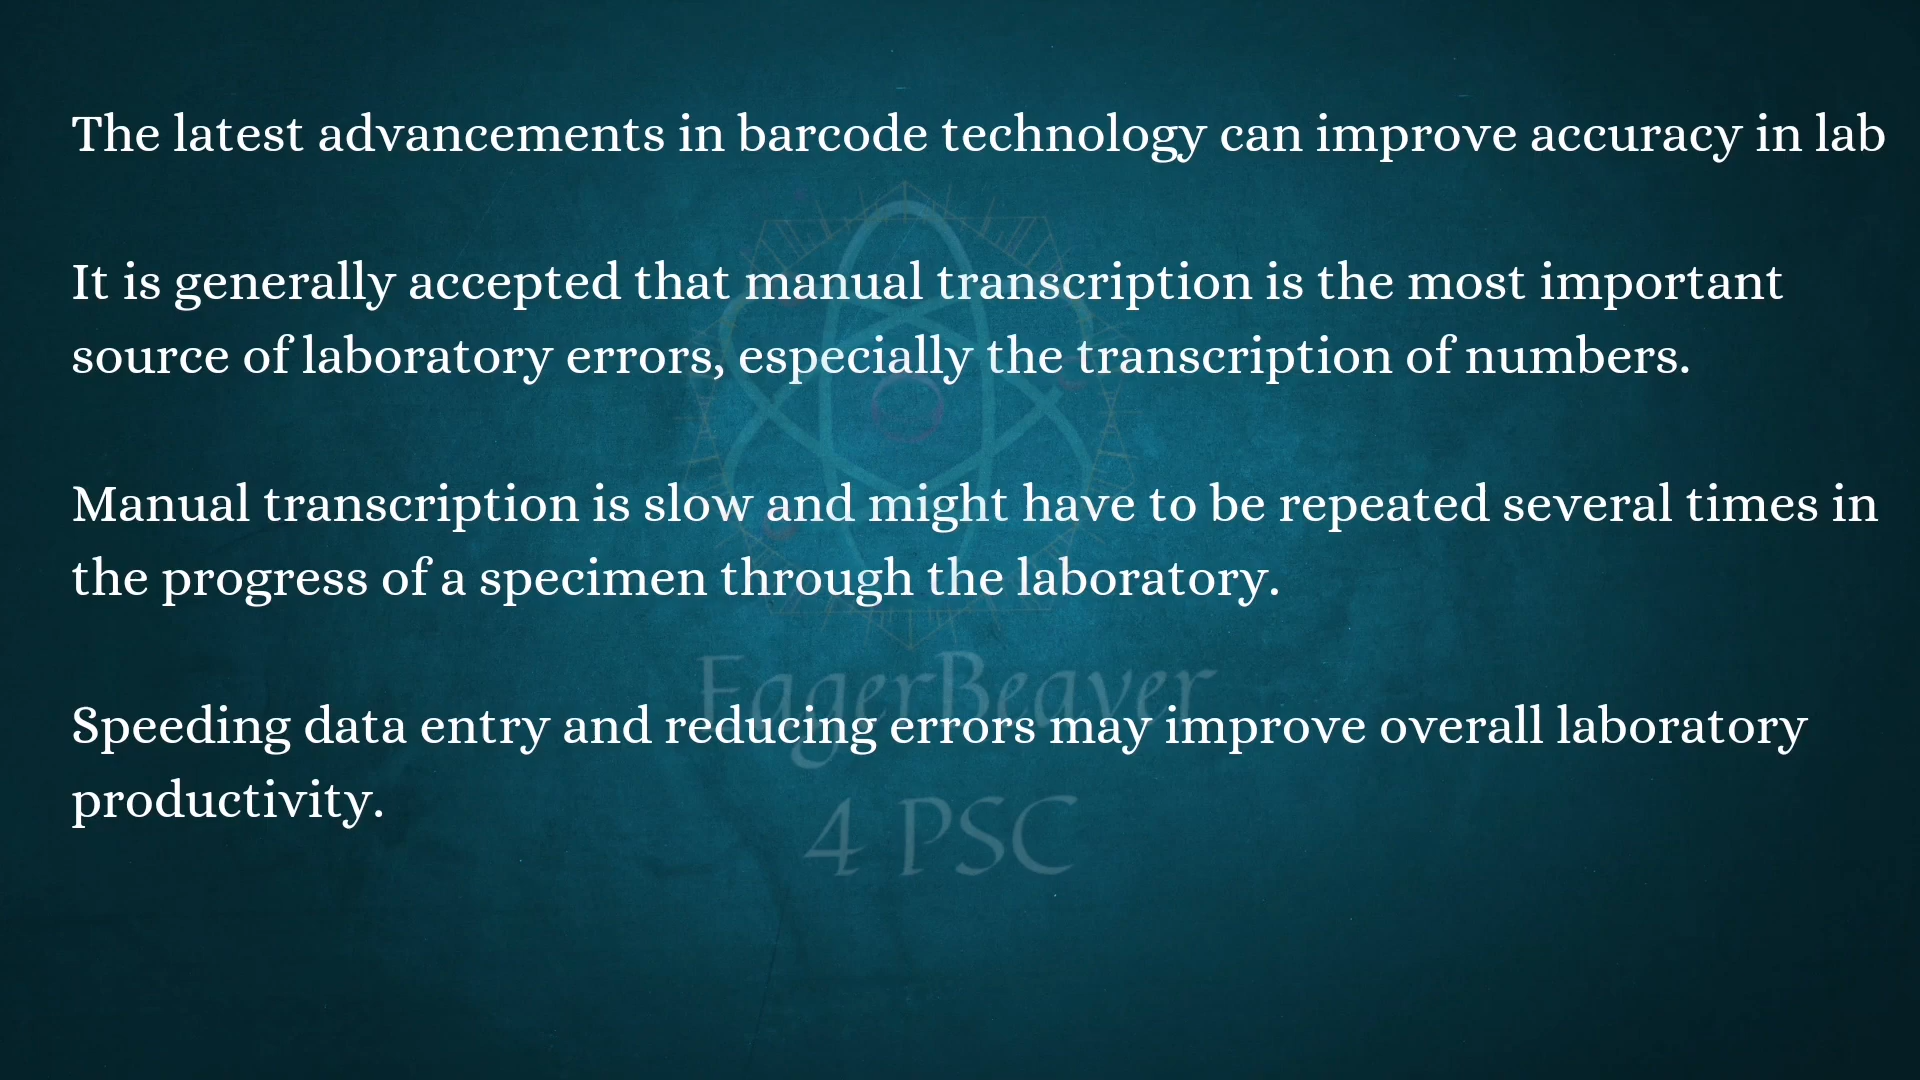 The latest advancements in barcode technology can improve accuracy in lab
It is generally accepted that manual transcription is the most important
source of laboratory errors, especially the transcription of numbers.
Manual transcription is slow and might have to be repeated several times in
the progress of a specimen through the laboratory.
EagerBeaver
Speeding data entry and reducing errors may improve overall laboratory
productivity.
4 PSC